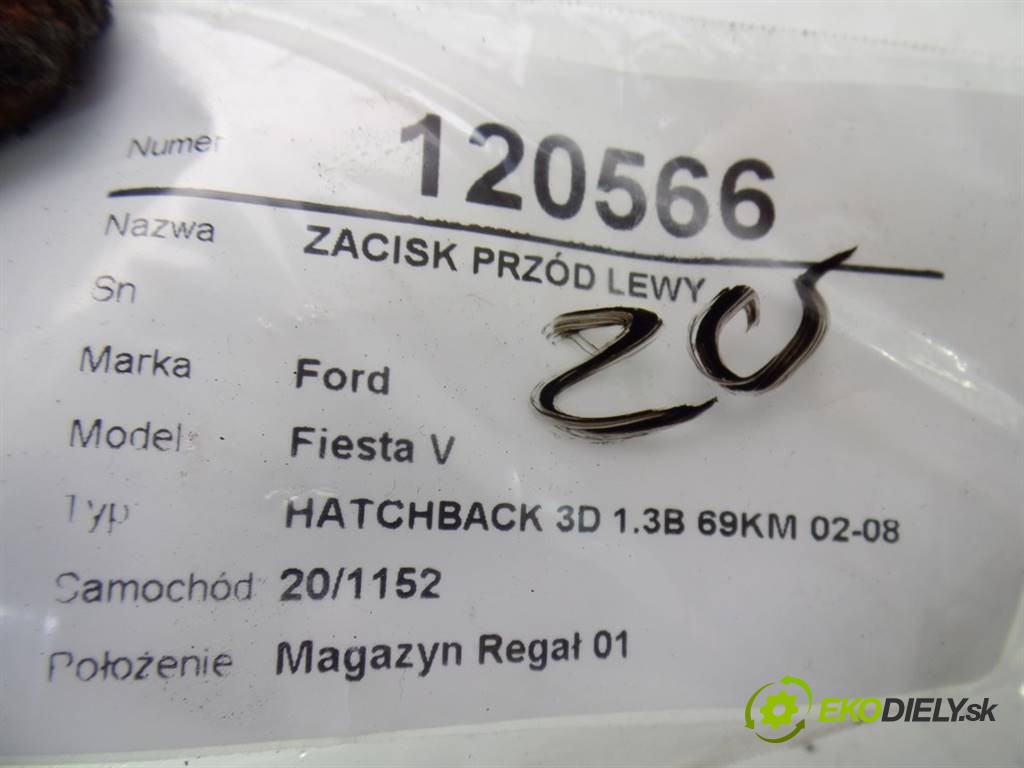 Numer 120566
Nazwa ZACISK PRZÓD LEWY
Sn
20
Marka Ford
Model Fiesta V
Typ HATCHBACK 3D 1.3B 69KM 02-08
Samochód 20/1152
Położenie Magazyn Regał 01
EKODIELY.sk